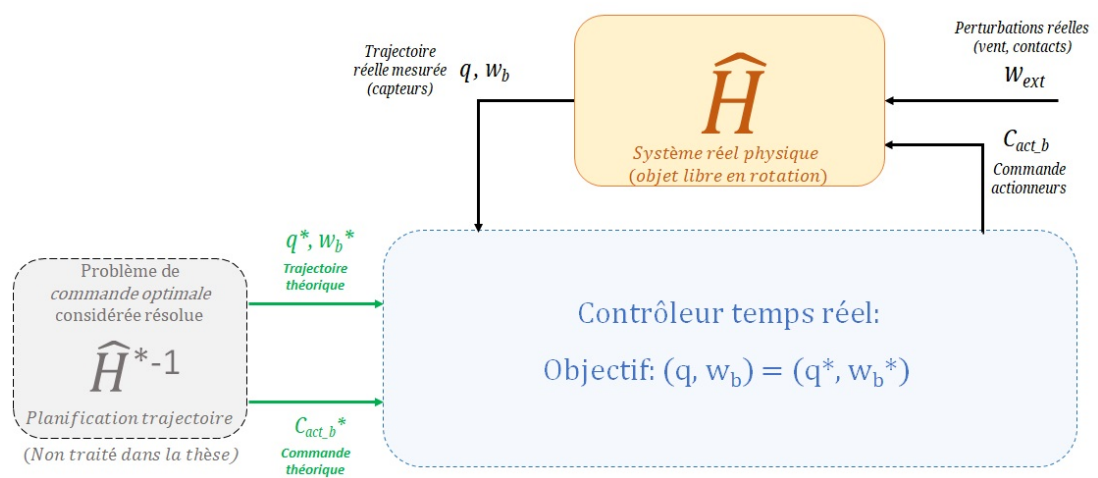 Trajectoire
réelle mesurée
(capteurs)
q, w_b
Ĥ
Système réel physique
(objet libre en rotation)
Perturbations réelles
(vent, contacts)
W_ext
C_act_b
Commande
actionneurs
Problème de
commande optimale
considérée résolue
Ĥ*-1
Planification trajectoire
(Non traité dans la thèse)
q*, w_b*
Trajectoire
théorique
C_act_b*
Commande
théorique
Contrôleur temps réel:
Objectif: (q, w_b) = (q*, w_b*)